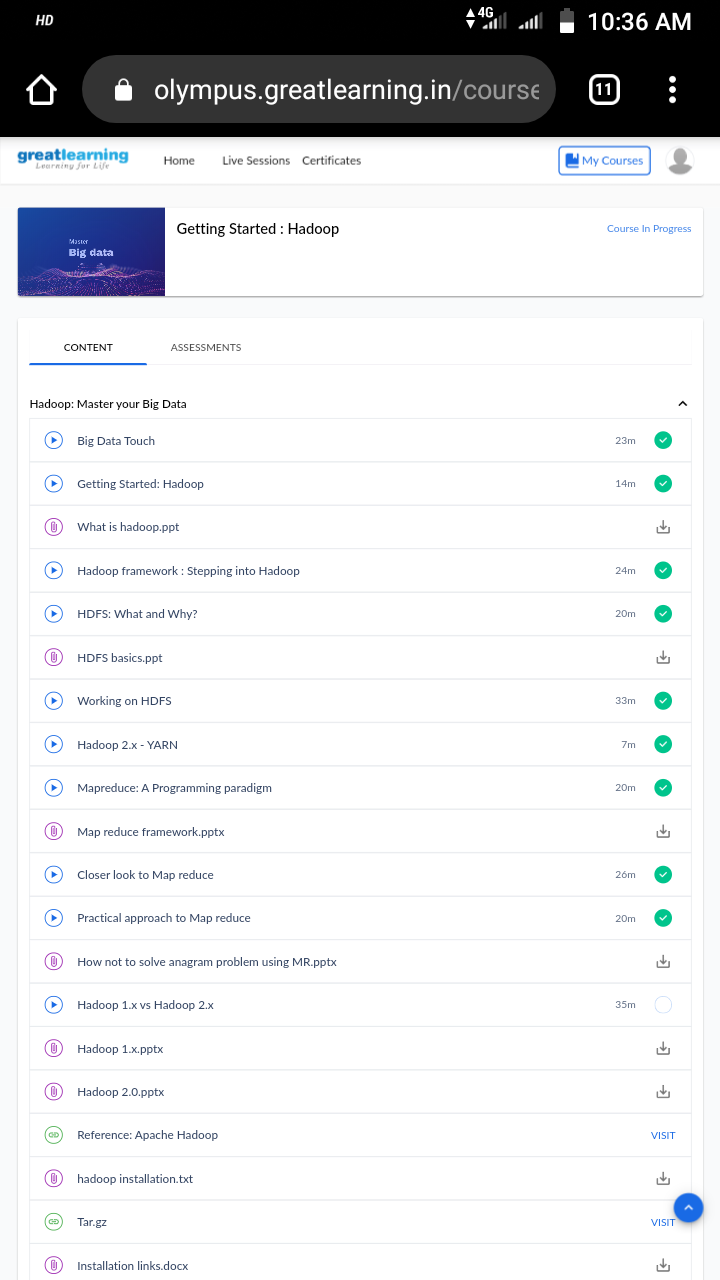 HD
4G
10:36 AM
olympus.greatlearning.in/course
11
greatlearning
Learning for Life
Home
Live Sessions
Certificates
My Courses
Master
Big data
Getting Started : Hadoop
Course In Progress
CONTENT
ASSESSMENTS
Hadoop: Master your Big Data
Big Data Touch 23m
Getting Started: Hadoop 14m
What is hadoop.ppt
Hadoop framework : Stepping into Hadoop 24m
HDFS: What and Why? 20m
HDFS basics.ppt
Working on HDFS 33m
Hadoop 2.x - YARN 7m
Mapreduce: A Programming paradigm 20m
Map reduce framework.pptx
Closer look to Map reduce 26m
Practical approach to Map reduce 20m
How not to solve anagram problem using MR.pptx
Hadoop 1.x vs Hadoop 2.x 35m
Hadoop 1.x.pptx
Hadoop 2.0.pptx
Reference: Apache Hadoop VISIT
hadoop installation.txt
Tar.gz VISIT
Installation links.docx